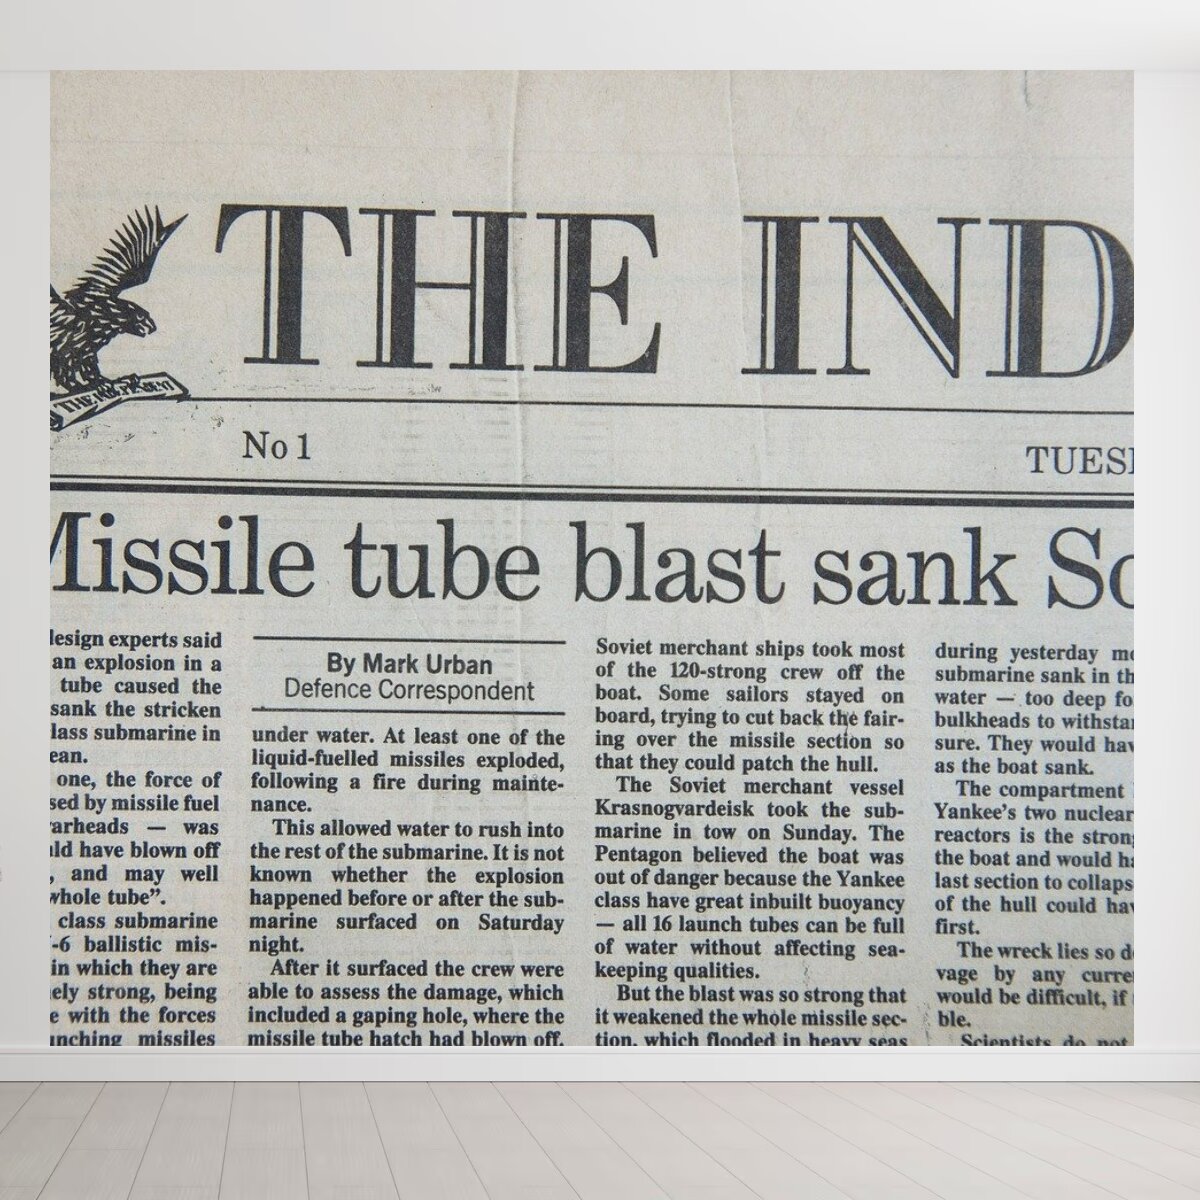 THE IND
THE INDEPENDENT
No 1
TUES
Missile tube blast sank So
design experts said
an explosion in a
tube caused the
sank the stricken
lass submarine in
ean.
one, the force of
sed by missile fuel
arheads — was
ld have blown off
, and may well
whole tube”.
class submarine
-6 ballistic mis-
in which they are
ely strong, being
e with the forces
nching missiles
By Mark Urban
Defence Correspondent
under water. At least one of the
liquid-fuelled missiles exploded,
following a fire during mainte-
nance.
This allowed water to rush into
the rest of the submarine. It is not
known whether the explosion
happened before or after the sub-
marine surfaced on Saturday
night.
After it surfaced the crew were
able to assess the damage, which
included a gaping hole, where the
missile tube hatch had blown off.
Soviet merchant ships took most
of the 120-strong crew off the
boat. Some sailors stayed on
board, trying to cut back the fair-
ing over the missile section so
that they could patch the hull.
The Soviet merchant vessel
Krasnogvardeisk took the sub-
marine in tow on Sunday. The
Pentagon believed the boat was
out of danger because the Yankee
class have great inbuilt buoyancy
— all 16 launch tubes can be full
of water without affecting sea-
keeping qualities.
But the blast was so strong that
it weakened the whole missile sec-
tion, which flooded in heavy seas
during yesterday mo
submarine sank in th
water — too deep fo
bulkheads to withstan
sure. They would hav
as the boat sank.
The compartment
Yankee’s two nuclear
reactors is the strong
the boat and would ha
last section to collaps
of the hull could hav
first.
The wreck lies so de
vage by any curre
would be difficult, if
ble.
Scientists do not